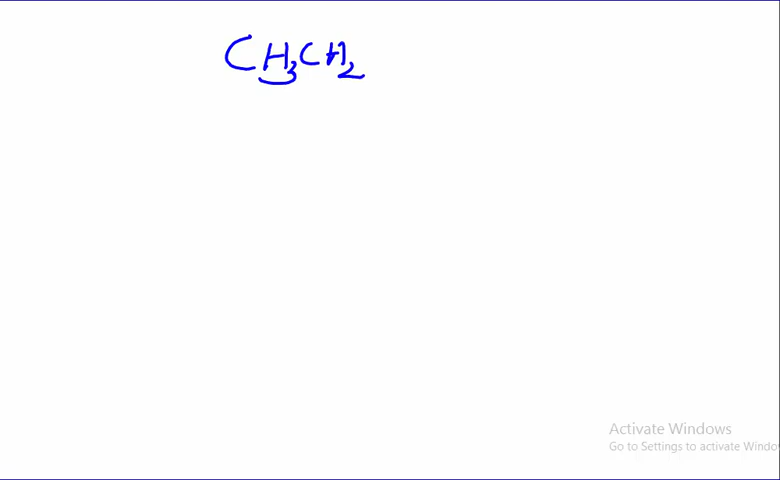 CH₃CH₂
Activate Windows
Go to Settings to activate Windo